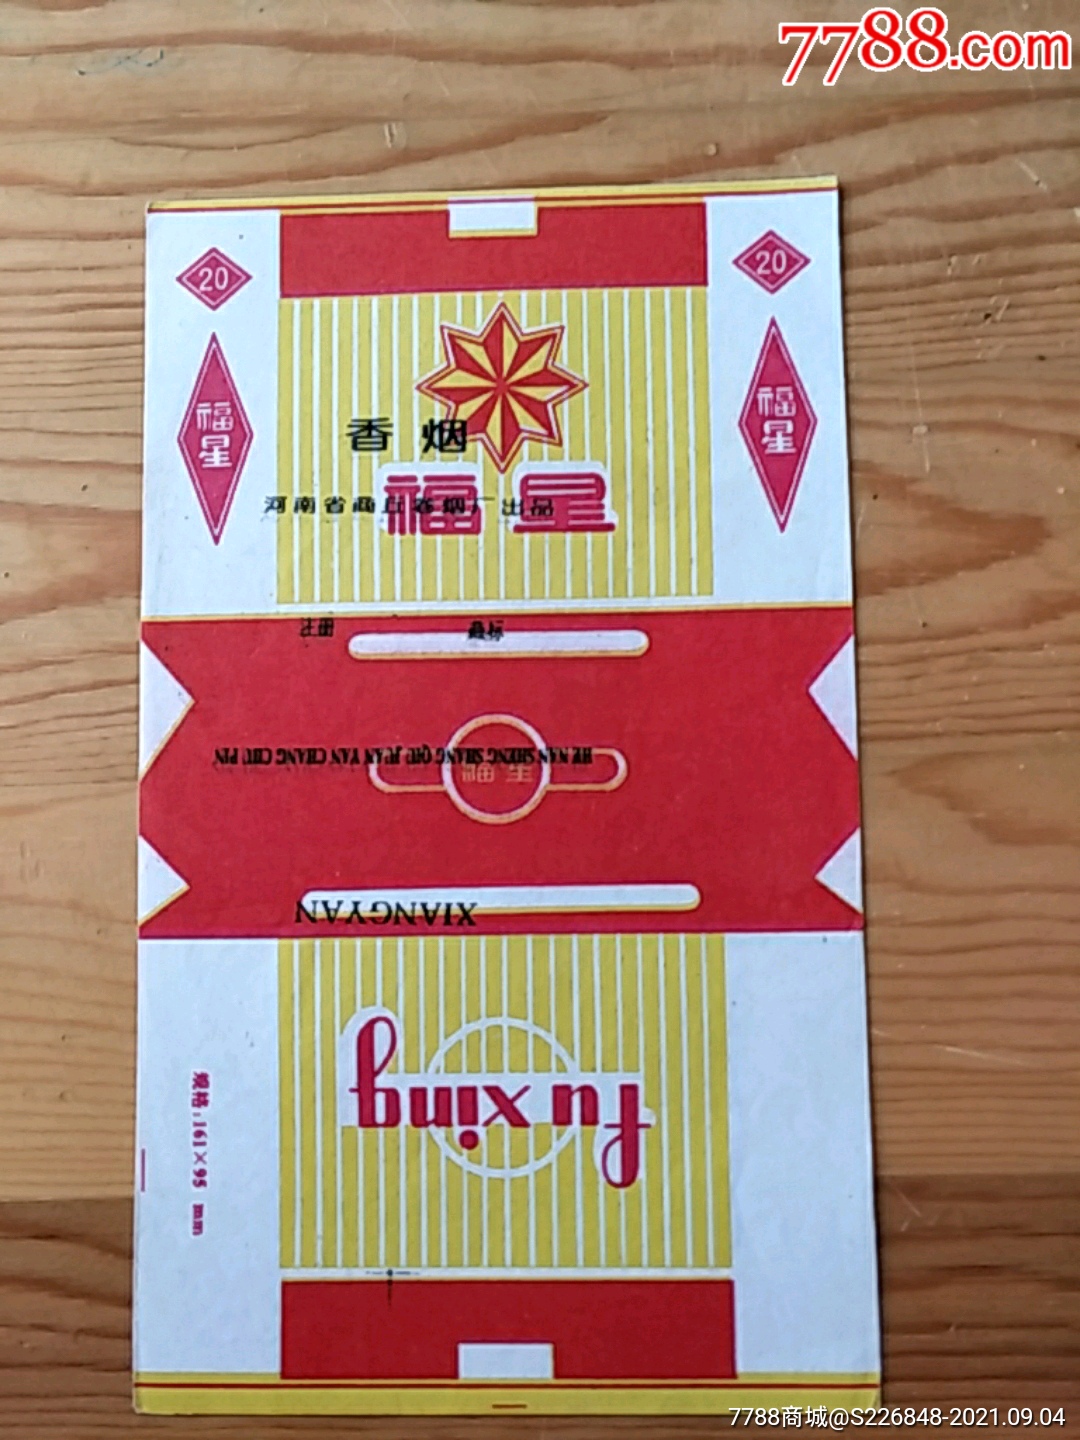 7788.com
20
20
福星
福星
香烟
福星
河南省商丘卷烟厂出品
注册 商标
HE NAN SHENG SHANG QIU JUAN YAN CHANG CHU PIN
福星
XIANGYAN
fu xing
规格:161×95 mm
7788商城@S226848-2021.09.04